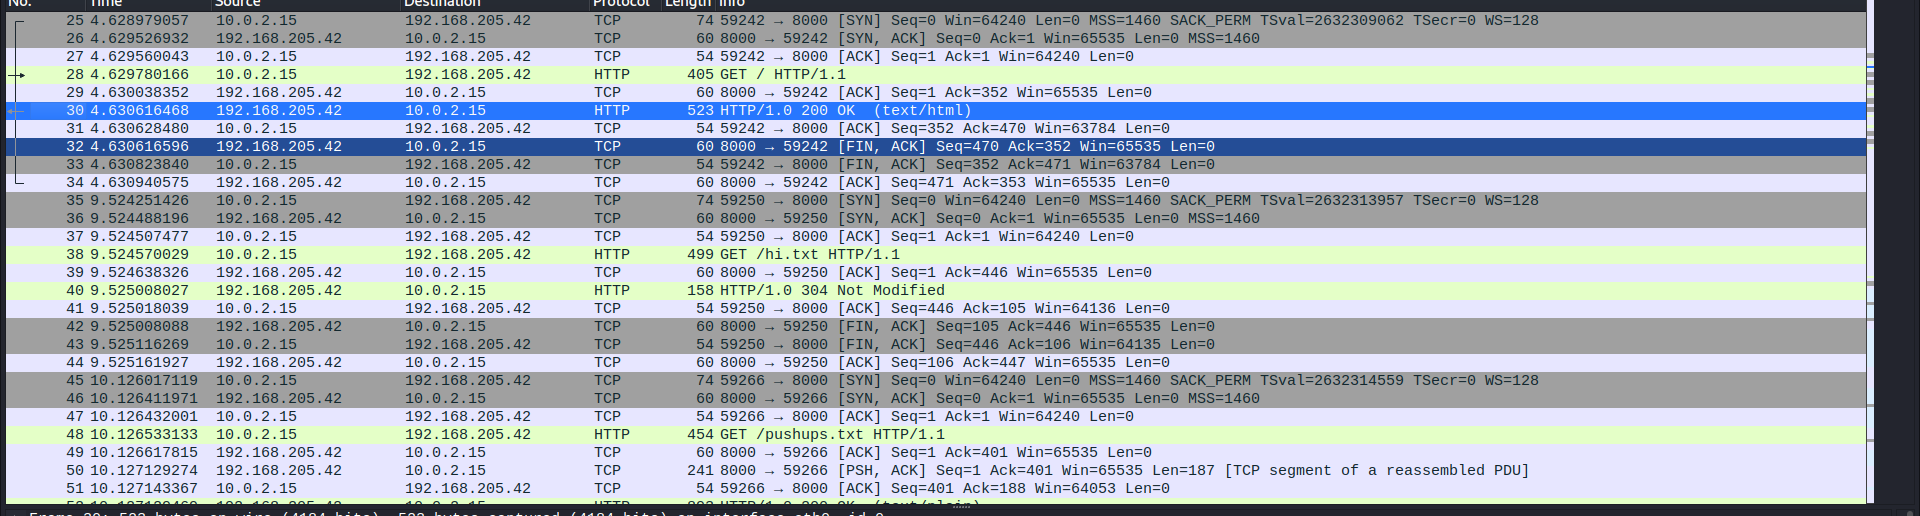 No. Time Source Destination Protocol Length Info
25 4.628979057 10.0.2.15 192.168.205.42 TCP 74 59242 → 8000 [SYN] Seq=0 Win=64240 Len=0 MSS=1460 SACK_PERM TSval=2632309062 TSecr=0 WS=128
26 4.629526932 192.168.205.42 10.0.2.15 TCP 60 8000 → 59242 [SYN, ACK] Seq=0 Ack=1 Win=65535 Len=0 MSS=1460
27 4.629560043 10.0.2.15 192.168.205.42 TCP 54 59242 → 8000 [ACK] Seq=1 Ack=1 Win=64240 Len=0
28 4.629780166 10.0.2.15 192.168.205.42 HTTP 405 GET / HTTP/1.1
29 4.630038352 192.168.205.42 10.0.2.15 TCP 60 8000 → 59242 [ACK] Seq=1 Ack=352 Win=65535 Len=0
30 4.630616468 192.168.205.42 10.0.2.15 HTTP 523 HTTP/1.0 200 OK (text/html)
31 4.630628480 10.0.2.15 192.168.205.42 TCP 54 59242 → 8000 [ACK] Seq=352 Ack=470 Win=63784 Len=0
32 4.630616596 192.168.205.42 10.0.2.15 TCP 60 8000 → 59242 [FIN, ACK] Seq=470 Ack=352 Win=65535 Len=0
33 4.630823840 10.0.2.15 192.168.205.42 TCP 54 59242 → 8000 [FIN, ACK] Seq=352 Ack=471 Win=63784 Len=0
34 4.630940575 192.168.205.42 10.0.2.15 TCP 60 8000 → 59242 [ACK] Seq=471 Ack=353 Win=65535 Len=0
35 9.524251426 10.0.2.15 192.168.205.42 TCP 74 59250 → 8000 [SYN] Seq=0 Win=64240 Len=0 MSS=1460 SACK_PERM TSval=2632313957 TSecr=0 WS=128
36 9.524488196 192.168.205.42 10.0.2.15 TCP 60 8000 → 59250 [SYN, ACK] Seq=0 Ack=1 Win=65535 Len=0 MSS=1460
37 9.524507477 10.0.2.15 192.168.205.42 TCP 54 59250 → 8000 [ACK] Seq=1 Ack=1 Win=64240 Len=0
38 9.524570029 10.0.2.15 192.168.205.42 HTTP 499 GET /hi.txt HTTP/1.1
39 9.524638326 192.168.205.42 10.0.2.15 TCP 60 8000 → 59250 [ACK] Seq=1 Ack=446 Win=65535 Len=0
40 9.525008027 192.168.205.42 10.0.2.15 HTTP 158 HTTP/1.0 304 Not Modified
41 9.525018039 10.0.2.15 192.168.205.42 TCP 54 59250 → 8000 [ACK] Seq=446 Ack=105 Win=64136 Len=0
42 9.525008088 192.168.205.42 10.0.2.15 TCP 60 8000 → 59250 [FIN, ACK] Seq=105 Ack=446 Win=65535 Len=0
43 9.525116269 10.0.2.15 192.168.205.42 TCP 54 59250 → 8000 [FIN, ACK] Seq=446 Ack=106 Win=64135 Len=0
44 9.525161927 192.168.205.42 10.0.2.15 TCP 60 8000 → 59250 [ACK] Seq=106 Ack=447 Win=65535 Len=0
45 10.126017119 10.0.2.15 192.168.205.42 TCP 74 59266 → 8000 [SYN] Seq=0 Win=64240 Len=0 MSS=1460 SACK_PERM TSval=2632314559 TSecr=0 WS=128
46 10.126411971 192.168.205.42 10.0.2.15 TCP 60 8000 → 59266 [SYN, ACK] Seq=0 Ack=1 Win=65535 Len=0 MSS=1460
47 10.126432001 10.0.2.15 192.168.205.42 TCP 54 59266 → 8000 [ACK] Seq=1 Ack=1 Win=64240 Len=0
48 10.126533133 10.0.2.15 192.168.205.42 HTTP 454 GET /pushups.txt HTTP/1.1
49 10.126617815 192.168.205.42 10.0.2.15 TCP 60 8000 → 59266 [ACK] Seq=1 Ack=401 Win=65535 Len=0
50 10.127129274 192.168.205.42 10.0.2.15 TCP 241 8000 → 59266 [PSH, ACK] Seq=1 Ack=401 Win=65535 Len=187 [TCP segment of a reassembled PDU]
51 10.127143367 10.0.2.15 192.168.205.42 TCP 54 59266 → 8000 [ACK] Seq=401 Ack=188 Win=64053 Len=0